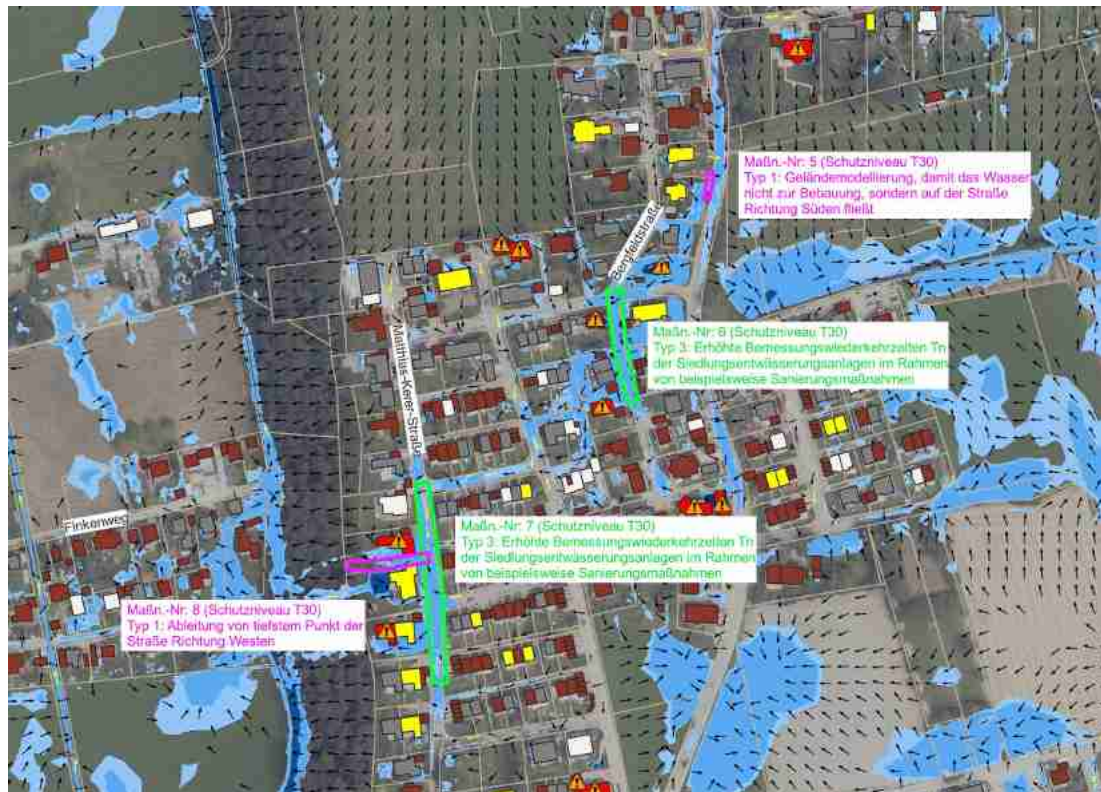 Maßn.-Nr: 5 (Schutzniveau T30)
Typ 1: Geländemodellierung, damit das Waaser
nicht zur Bebauung, sondern auf der Straße
Richtung Süden fließt
Bergfeldstraße
Maßn.-Nr: 6 (Schutzniveau T30)
Typ 3: Erhöhte Bemessungswiederkehrzeiten Tn
der Siedlungsentwässerungsanlagen im Rahmen
von beispielsweise Sanierungsmaßnahmen
Matthias-Kerer-Straße
Finkenweg
Maßn.-Nr: 7 (Schutzniveau T30)
Typ 3: Erhöhte Bemessungswiederkehrzeiten Tn
der Siedlungsentwässerungsanlagen im Rahmen
von beispielsweise Sanierungsmaßnahmen
Maßn.-Nr: 8 (Schutzniveau T30)
Typ 1: Ableitung von tiefstem Punkt der
Straße Richtung Westen